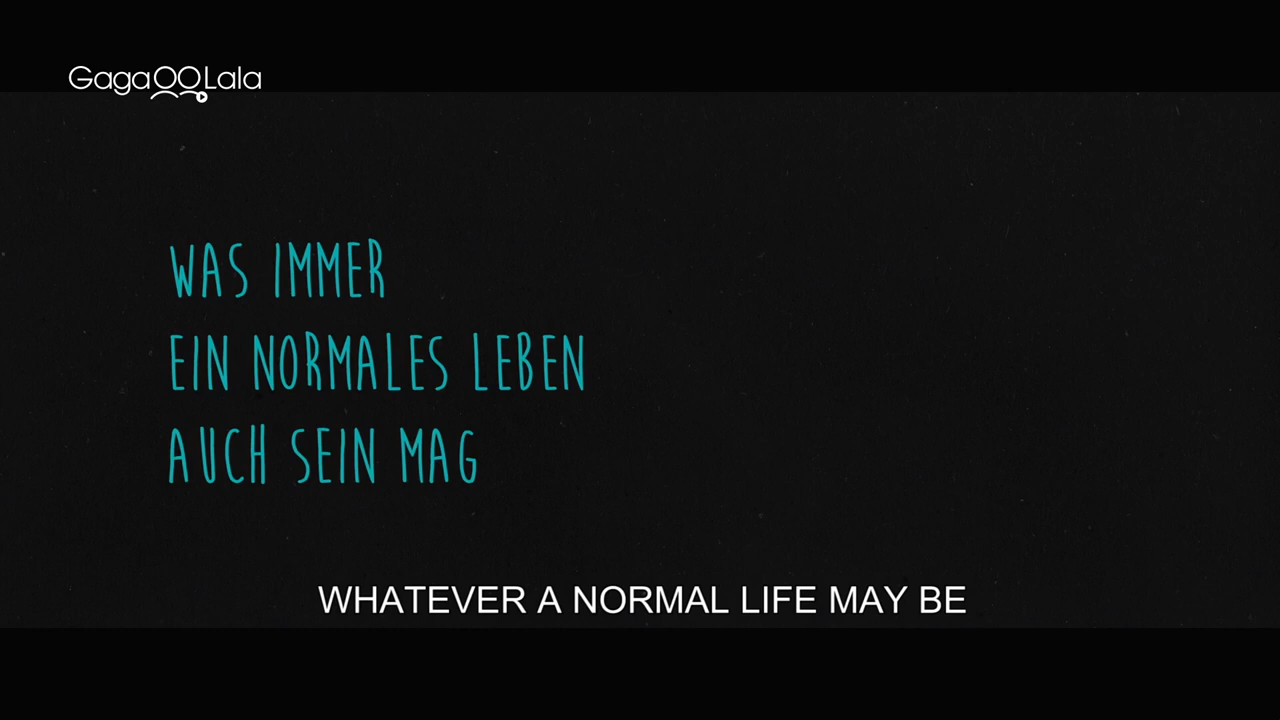 GagaOOLala
WAS IMMER
EIN NORMALES LEBEN
AUCH SEIN MAG
WHATEVER A NORMAL LIFE MAY BE